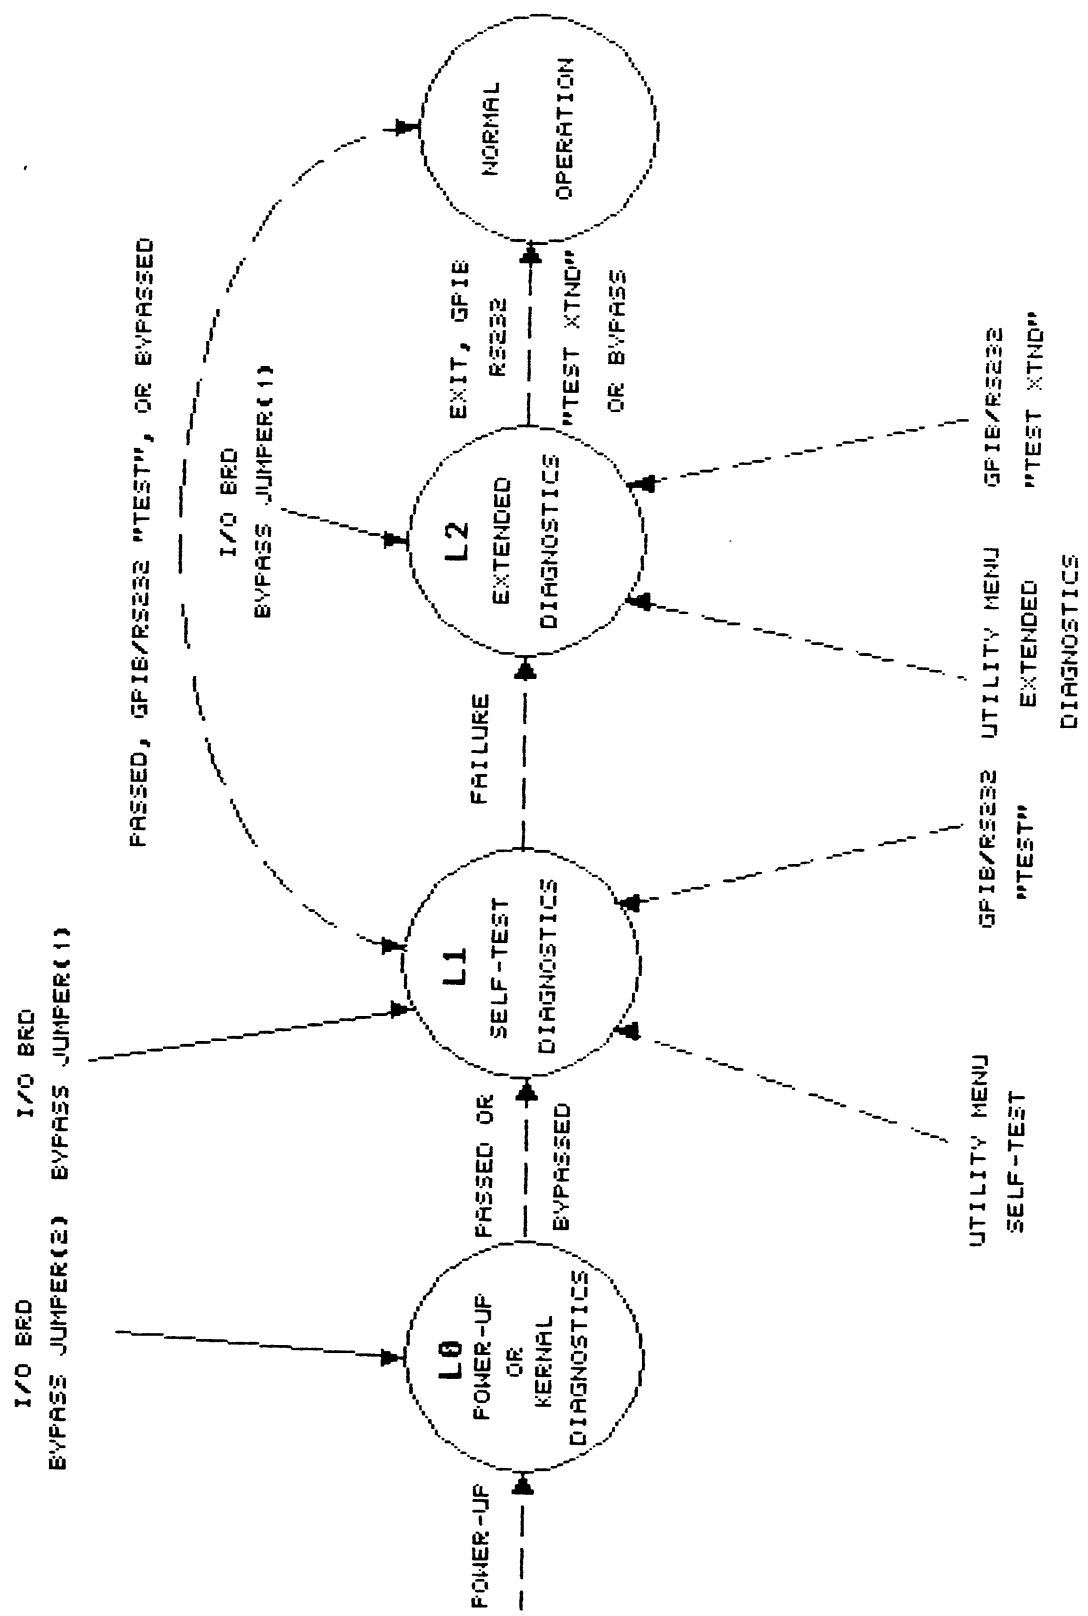 I/O BRD
BYPASS JUMPER(2)
I/O BRD
BYPASS JUMPER(1)
PASSED, GPIB/RS232 "TEST", OR BYPASSED
I/O BRD
BYPASS JUMPER(1)
POWER-UP
L0
POWER-UP
OR
KERNAL
DIAGNOSTICS
PASSED OR
BYPASSED
L1
SELF-TEST
DIAGNOSTICS
FAILURE
L2
EXTENDED
DIAGNOSTICS
EXIT, GPIB
RS232
"TEST XTND"
OR BYPASS
NORMAL
OPERATION
UTILITY MENU
SELF-TEST
GPIB/RS232
"TEST"
UTILITY MENU
EXTENDED
DIAGNOSTICS
GPIB/RS232
"TEST XTND"